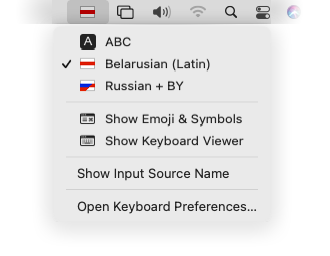 A ABC
Belarusian (Latin)
Russian + BY
Show Emoji & Symbols
Show Keyboard Viewer
Show Input Source Name
Open Keyboard Preferences...